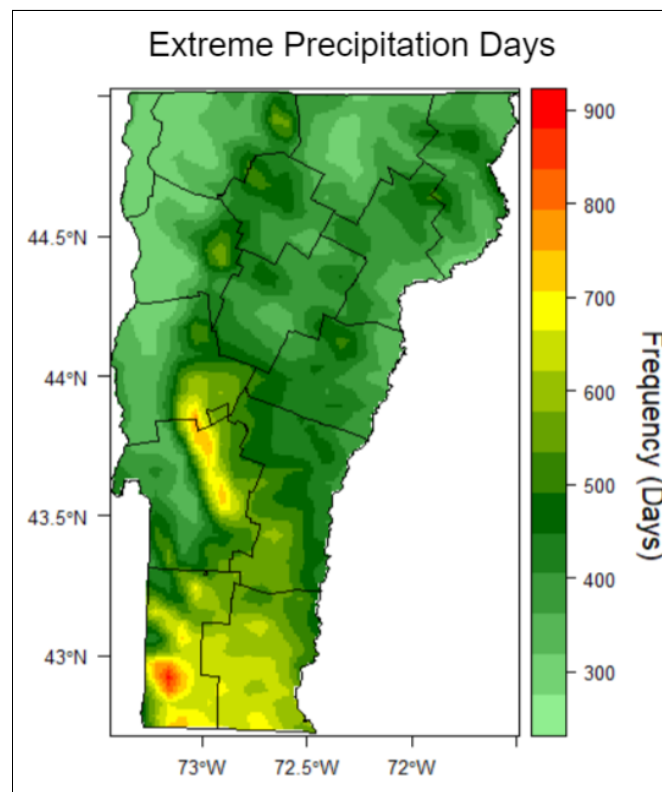 Extreme Precipitation Days
44.5°N
44°N
43.5°N
43°N
73°W
72.5°W
72°W
900
800
700
600
500
400
300
Frequency (Days)